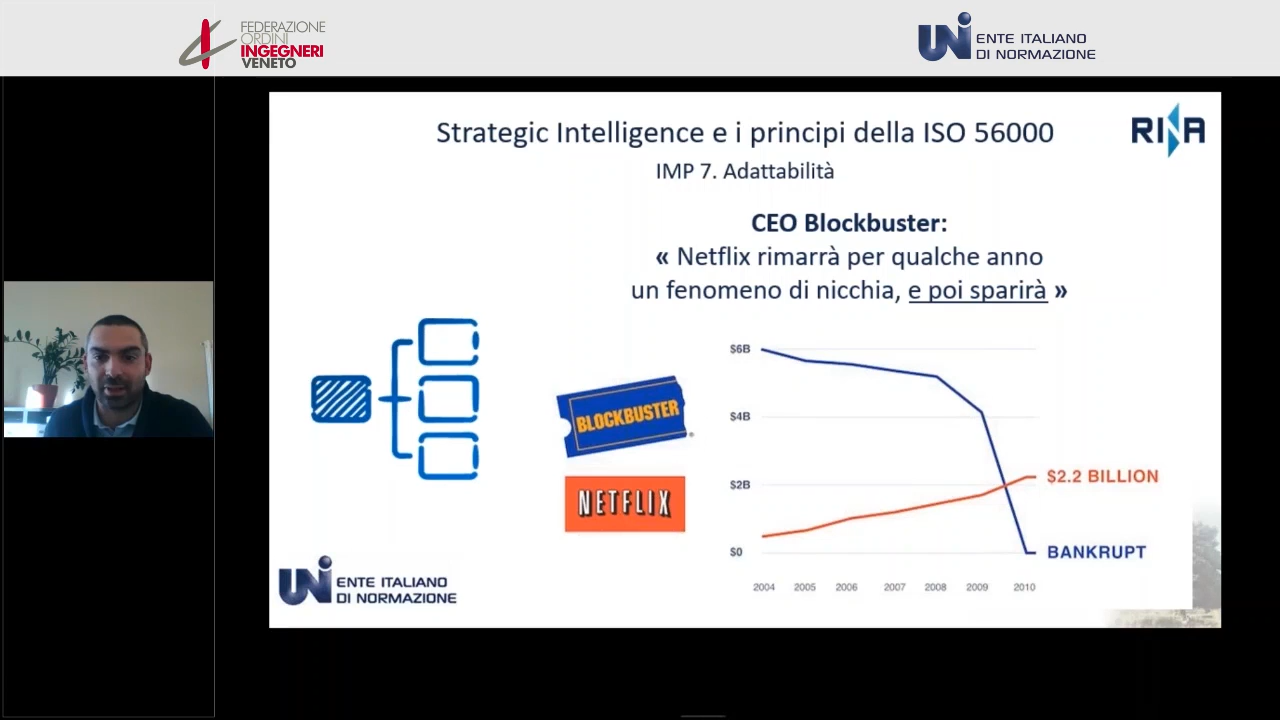 FEDERAZIONE
ORDINI
INGEGNERI
VENETO
UNI ENTE ITALIANO
DI NORMAZIONE
Strategic Intelligence e i principi della ISO 56000
RINA
IMP 7. Adattabilità
CEO Blockbuster:
« Netflix rimarrà per qualche anno
un fenomeno di nicchia, e poi sparirà »
BLOCKBUSTER
NETFLIX
$6B
$4B
$2B
$0
$2.2 BILLION
BANKRUPT
2004 2005 2006 2007 2008 2009 2010
UNI ENTE ITALIANO
DI NORMAZIONE